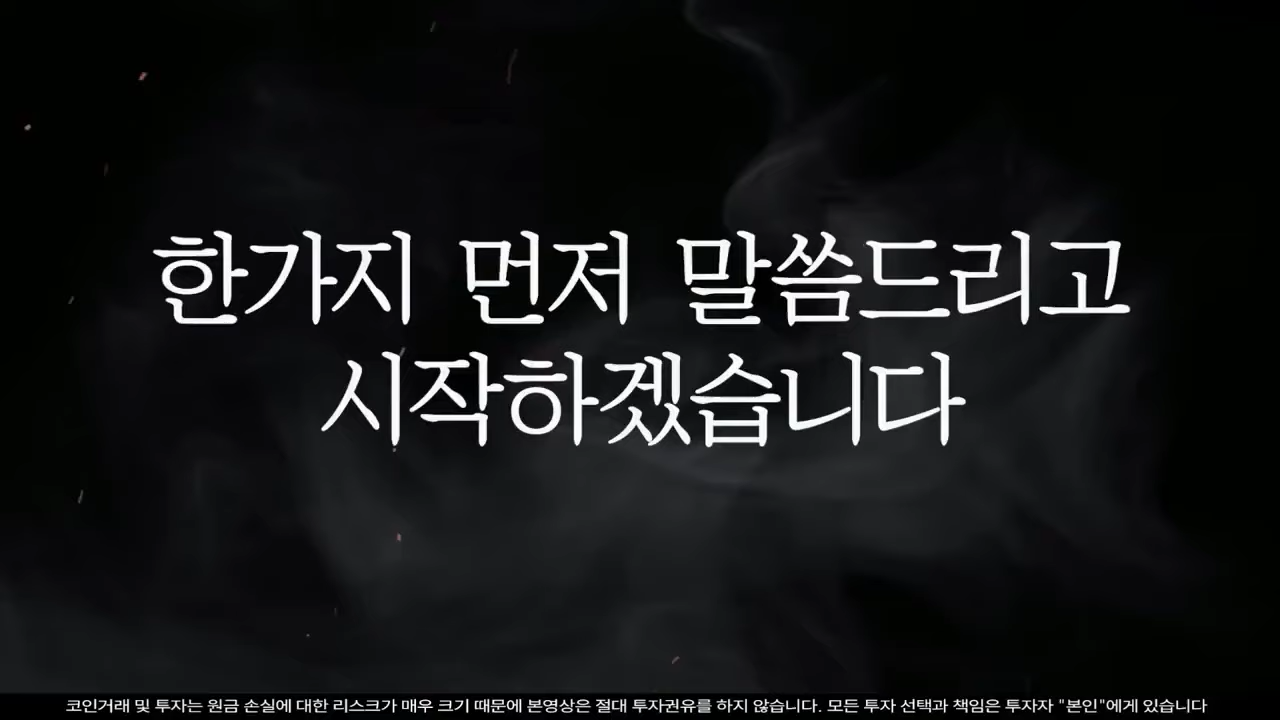 한가지 먼저 말씀드리고
시작하겠습니다
코인거래 및 투자는 원금 손실에 대한 리스크가 매우 크기 때문에 본영상은 절대 투자권유를 하지 않습니다. 모든 투자 선택과 책임은 투자자 "본인"에게 있습니다